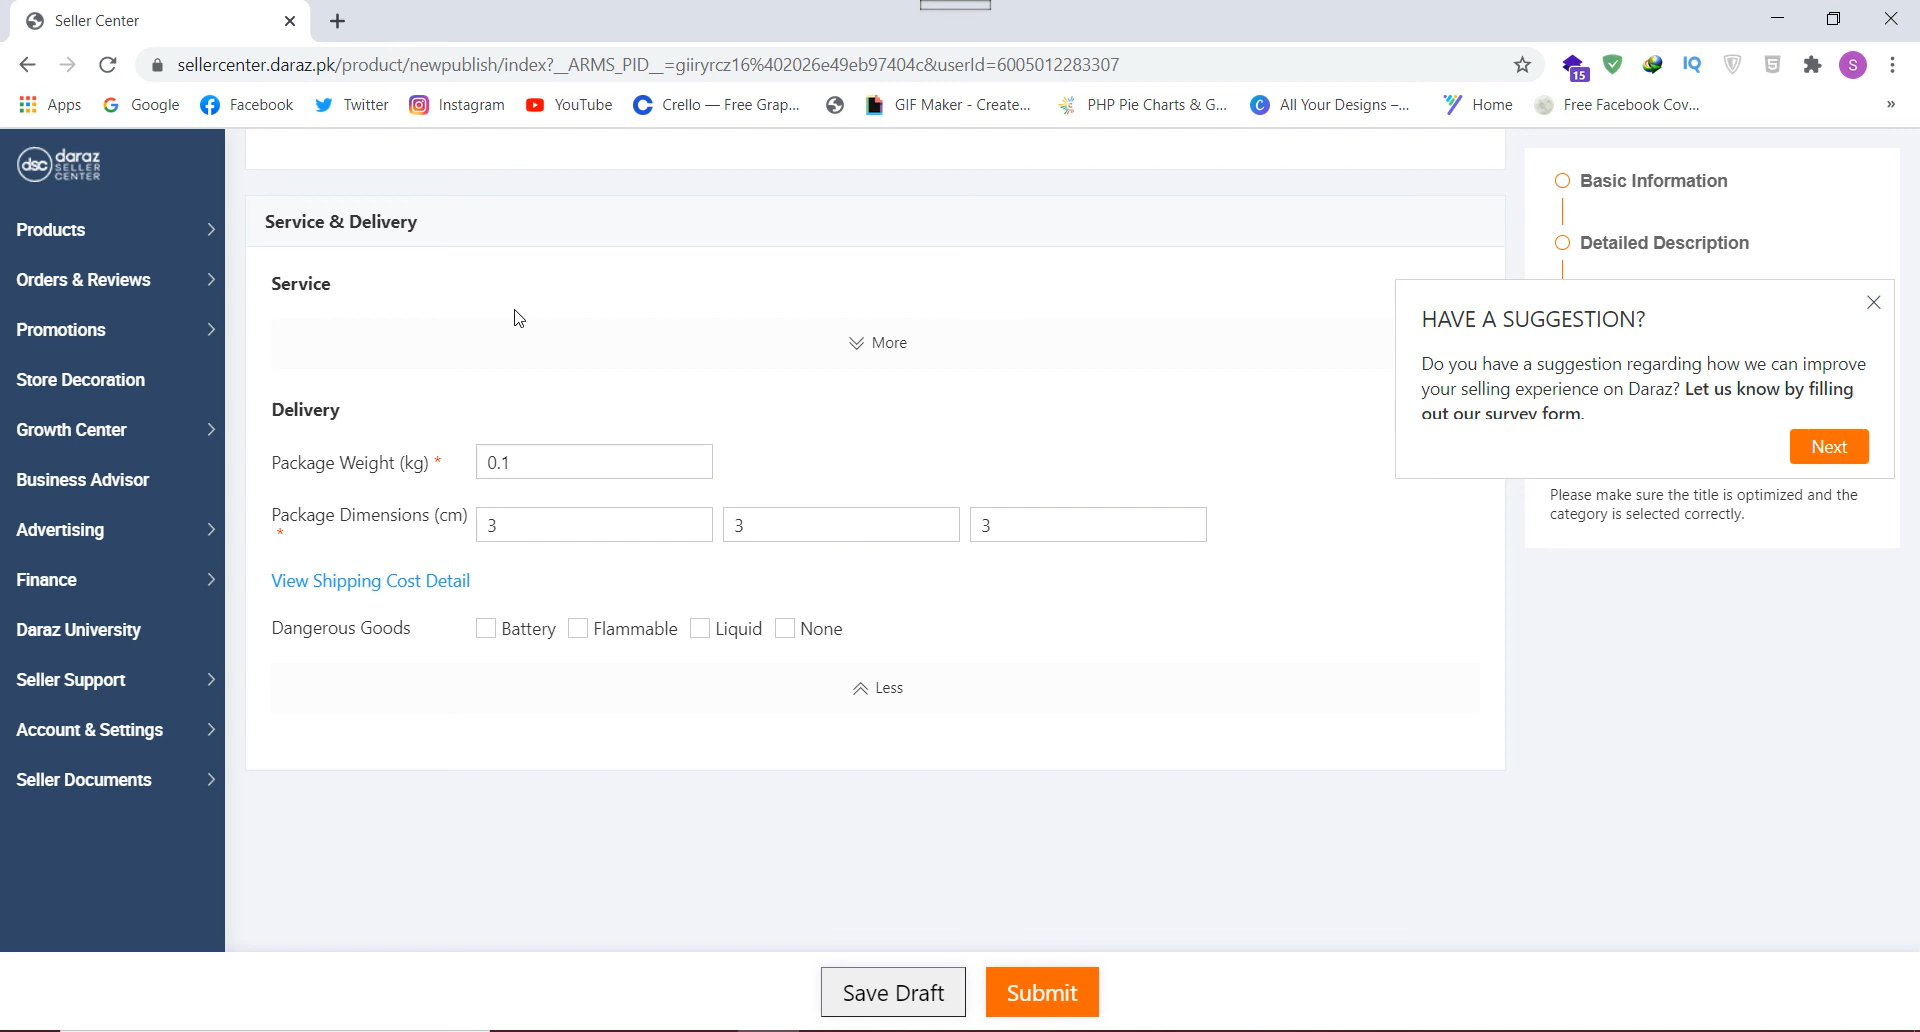 Seller Center
sellercenter.daraz.pk/product/newpublish/index?__ARMS_PID__=giiryrcz16%402026e49eb97404c&userId=6005012283307
15
IQ
S
Apps
Google
Facebook
Twitter
Instagram
YouTube
Crello — Free Grap...
GIF Maker - Create...
PHP Pie Charts & G...
All Your Designs –...
Home
Free Facebook Cov...
»
dsc daraz
SELLER
CENTER
Products
Orders & Reviews
Promotions
Store Decoration
Growth Center
Business Advisor
Advertising
Finance
Daraz University
Seller Support
Account & Settings
Seller Documents
Service & Delivery
Service
More
Delivery
Package Weight (kg) *
0.1
Package Dimensions (cm)
*
3
3
3
View Shipping Cost Detail
Dangerous Goods
Battery
Flammable
Liquid
None
Less
Basic Information
Detailed Description
HAVE A SUGGESTION?
Do you have a suggestion regarding how we can improve
your selling experience on Daraz? Let us know by filling
out our survey form.
Next
Please make sure the title is optimized and the
category is selected correctly.
Save Draft
Submit